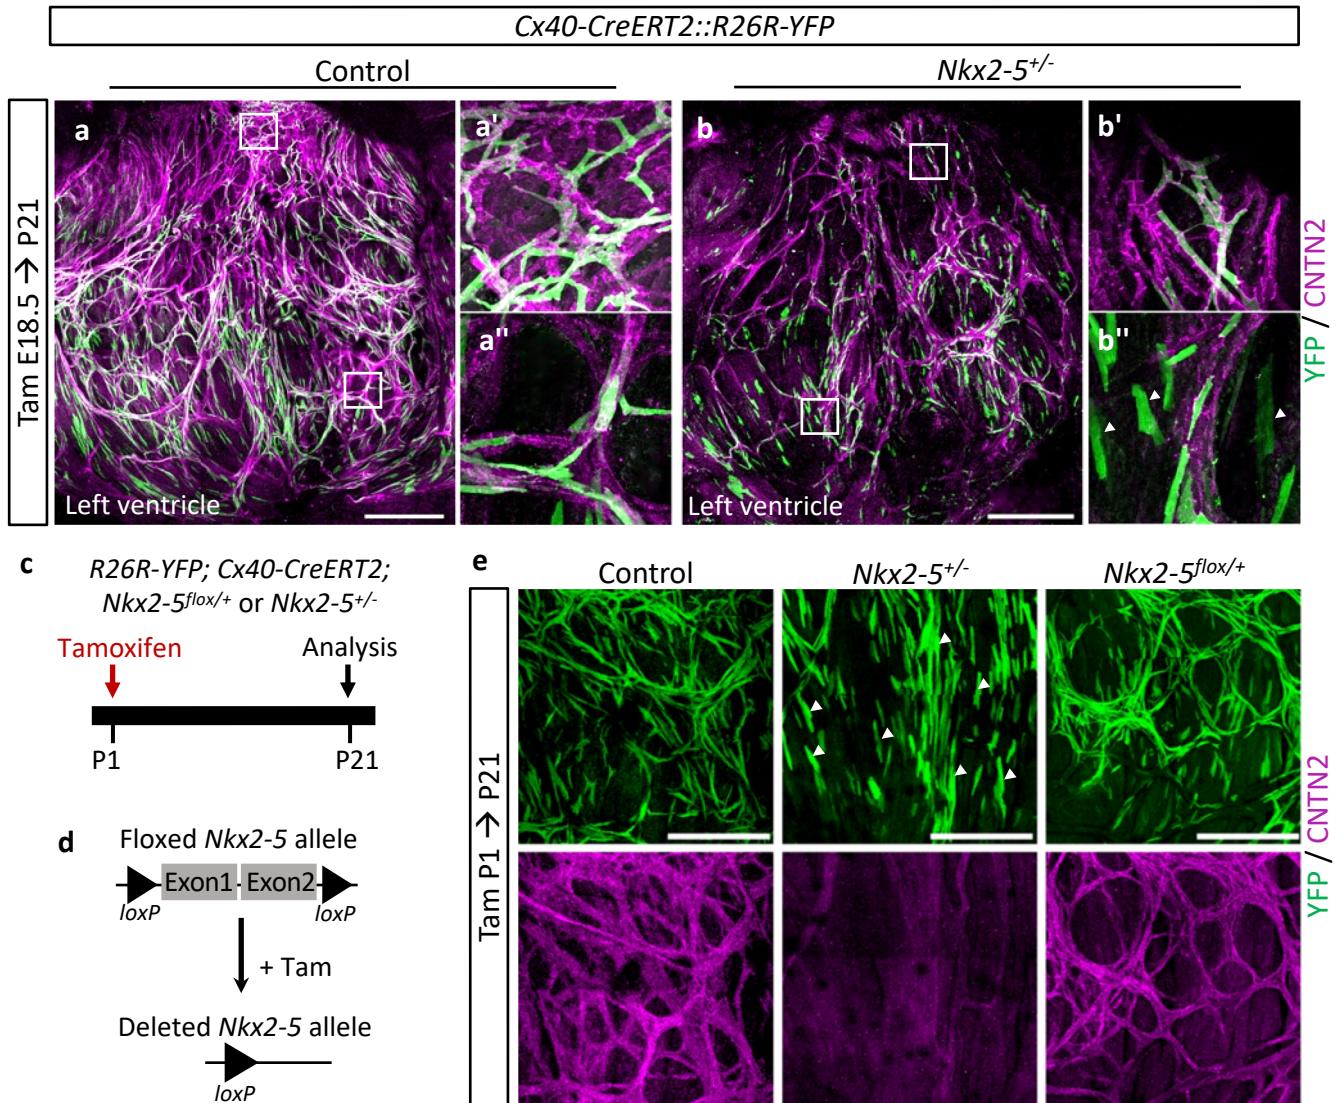 Cx40-CreERT2::R26R-YFP
Control
Nkx2-5+/-
Tam E18.5 → P21
a
a'
a''
Left ventricle
b
b'
b''
Left ventricle
YFP / CNTN2
c
R26R-YFP; Cx40-CreERT2;
Nkx2-5flox/+ or Nkx2-5+/-
Tamoxifen
Analysis
P1
P21
d
Floxed Nkx2-5 allele
Exon1
Exon2
loxP
loxP
+ Tam
Deleted Nkx2-5 allele
loxP
e
Control
Nkx2-5+/-
Nkx2-5flox/+
Tam P1 → P21
YFP / CNTN2